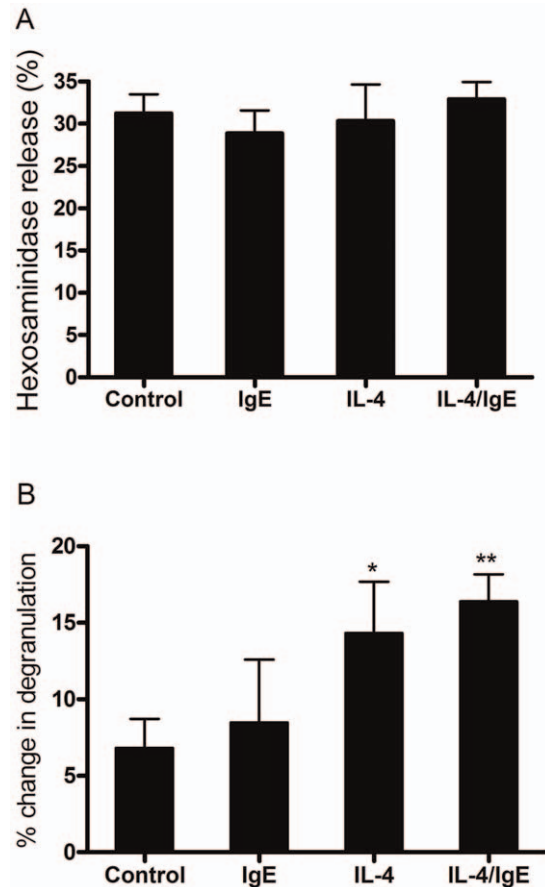 A
Hexosaminidase release (%)
35
30
25
20
15
10
5
0
Control IgE IL-4 IL-4/IgE
B
% change in degranulation
20
15
10
5
0
* **
Control IgE IL-4 IL-4/IgE